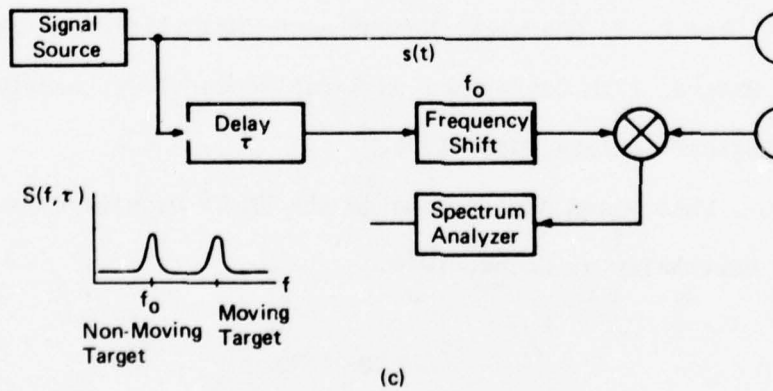 Signal
Source
s(t)
Delay
τ
f₀
Frequency
Shift
Spectrum
Analyzer
S(f, τ)
f
f₀
Non-Moving
Target
Moving
Target
(c)